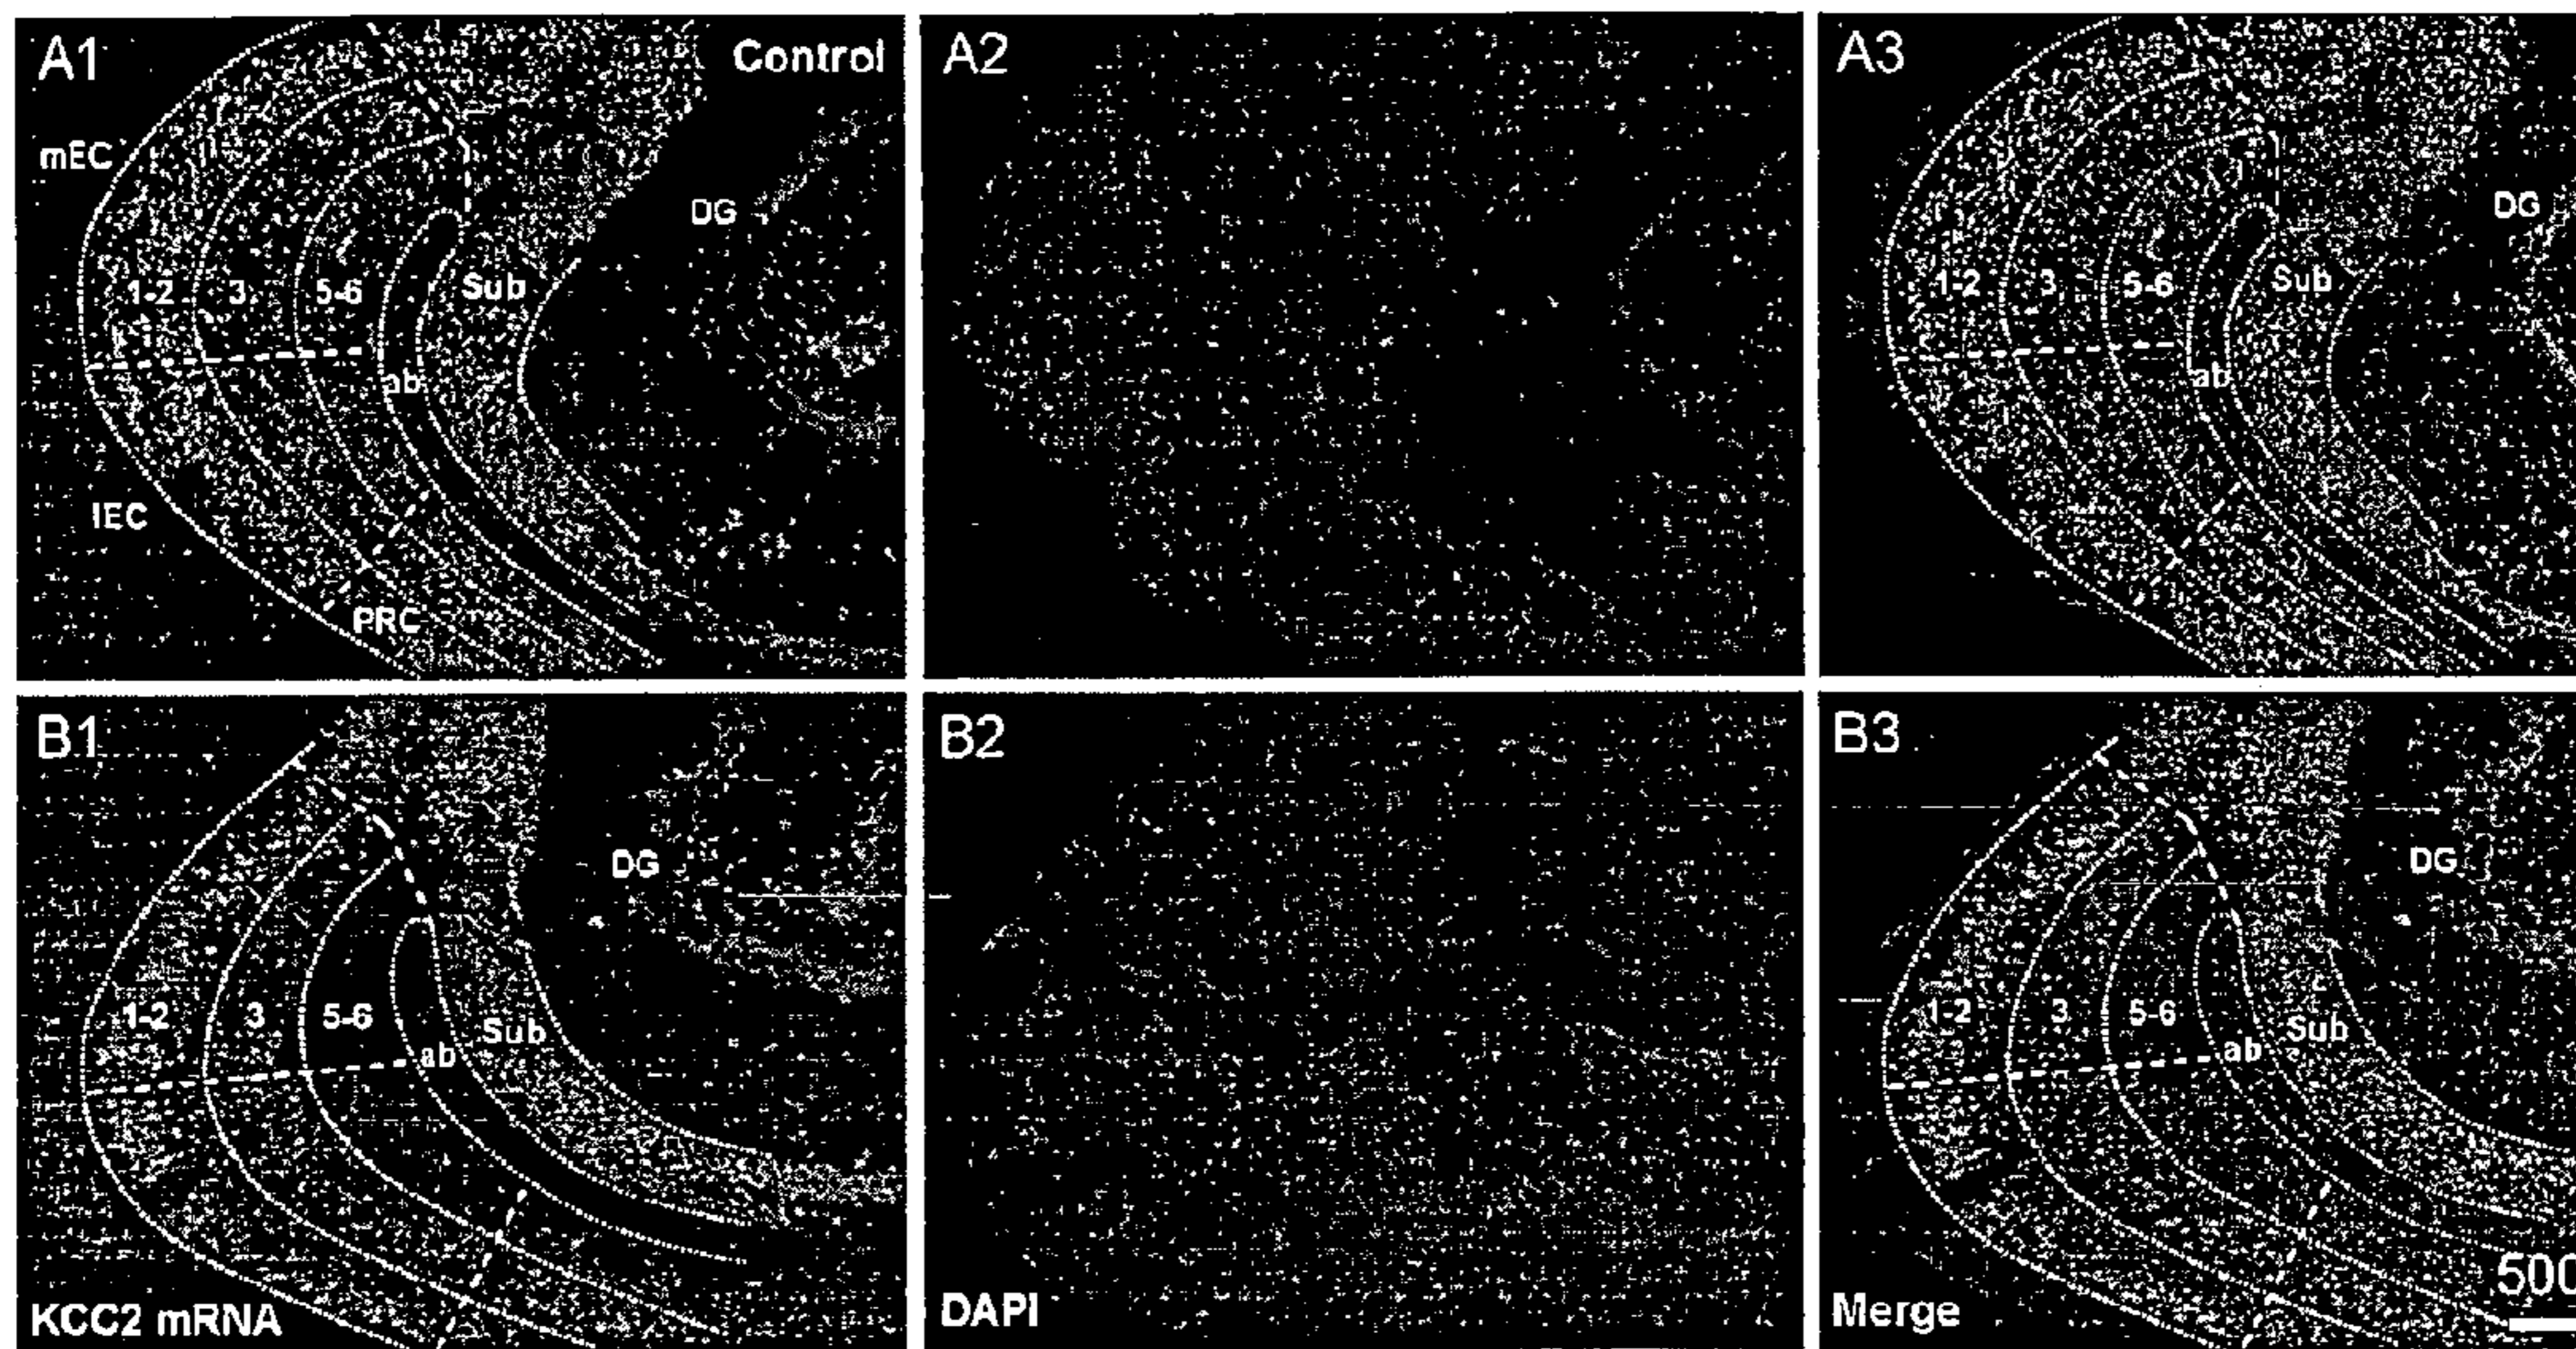 A1
Control
mEC
DG
1-2
3
5-6
Sub
ab
lEC
PRC
A2
A3
DG
1-2
3
5-6
Sub
ab
B1
DG
1-2
3
5-6
Sub
ab
KCC2 mRNA
B2
DAPI
B3
DG
1-2
3
5-6
Sub
ab
500
Merge